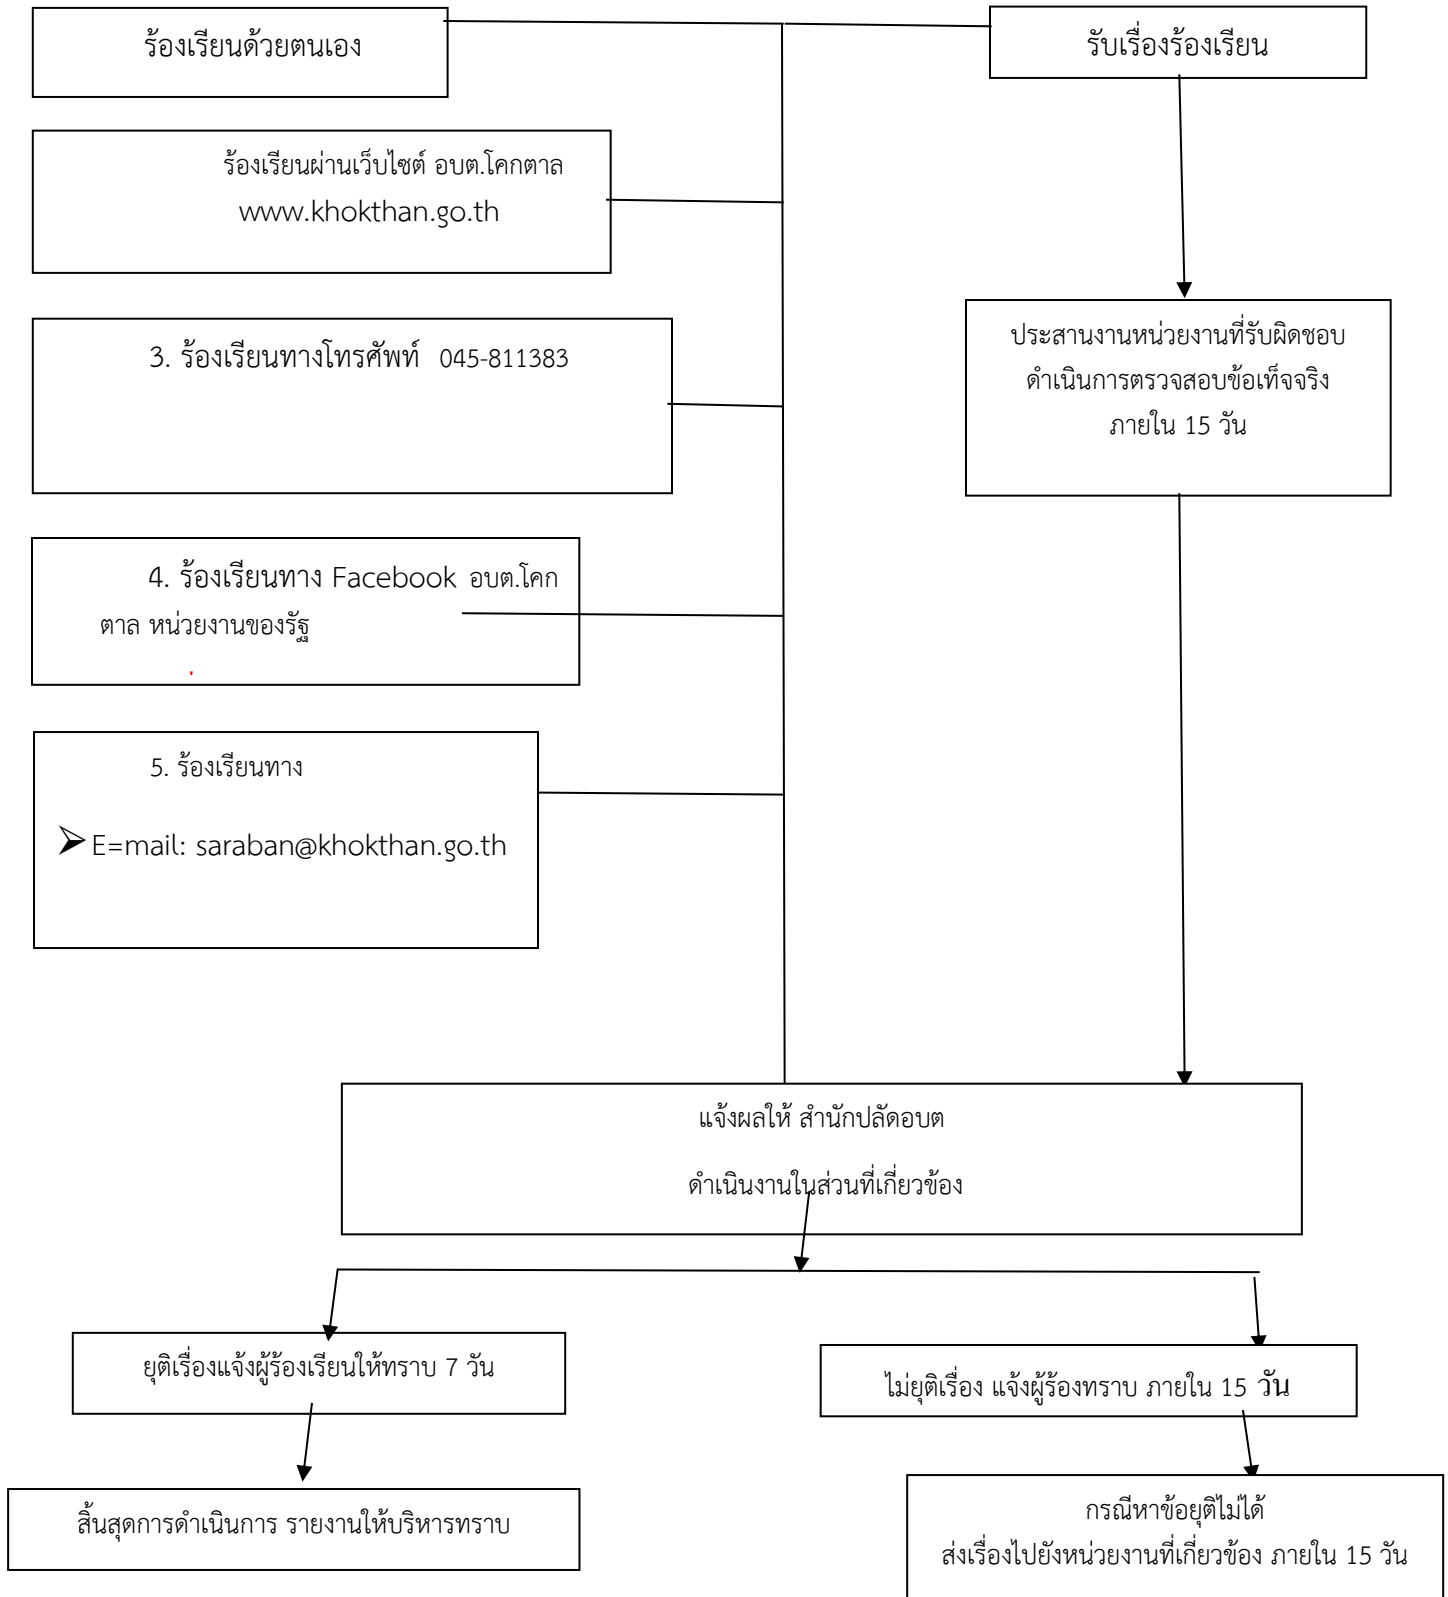 ร้องเรียนด้วยตนเอง
รับเรื่องร้องเรียน
ร้องเรียนผ่านเว็บไซต์ อบต.โคกตาล
www.khokthan.go.th
3. ร้องเรียนทางโทรศัพท์ 045-811383
ประสานงานหน่วยงานที่รับผิดชอบ
ดำเนินการตรวจสอบข้อเท็จจริง
ภายใน 15 วัน
4. ร้องเรียนทาง Facebook อบต.โคก
ตาล หน่วยงานของรัฐ
5. ร้องเรียนทาง
E=mail: saraban@khokthan.go.th
แจ้งผลให้ สำนักปลัดอบต
ดำเนินงานในส่วนที่เกี่ยวข้อง
ยุติเรื่องแจ้งผู้ร้องเรียนให้ทราบ 7 วัน
ไม่ยุติเรื่อง แจ้งผู้ร้องทราบ ภายใน 15 วัน
สิ้นสุดการดำเนินการ รายงานให้บริหารทราบ
กรณีหาข้อยุติไม่ได้
ส่งเรื่องไปยังหน่วยงานที่เกี่ยวข้อง ภายใน 15 วัน